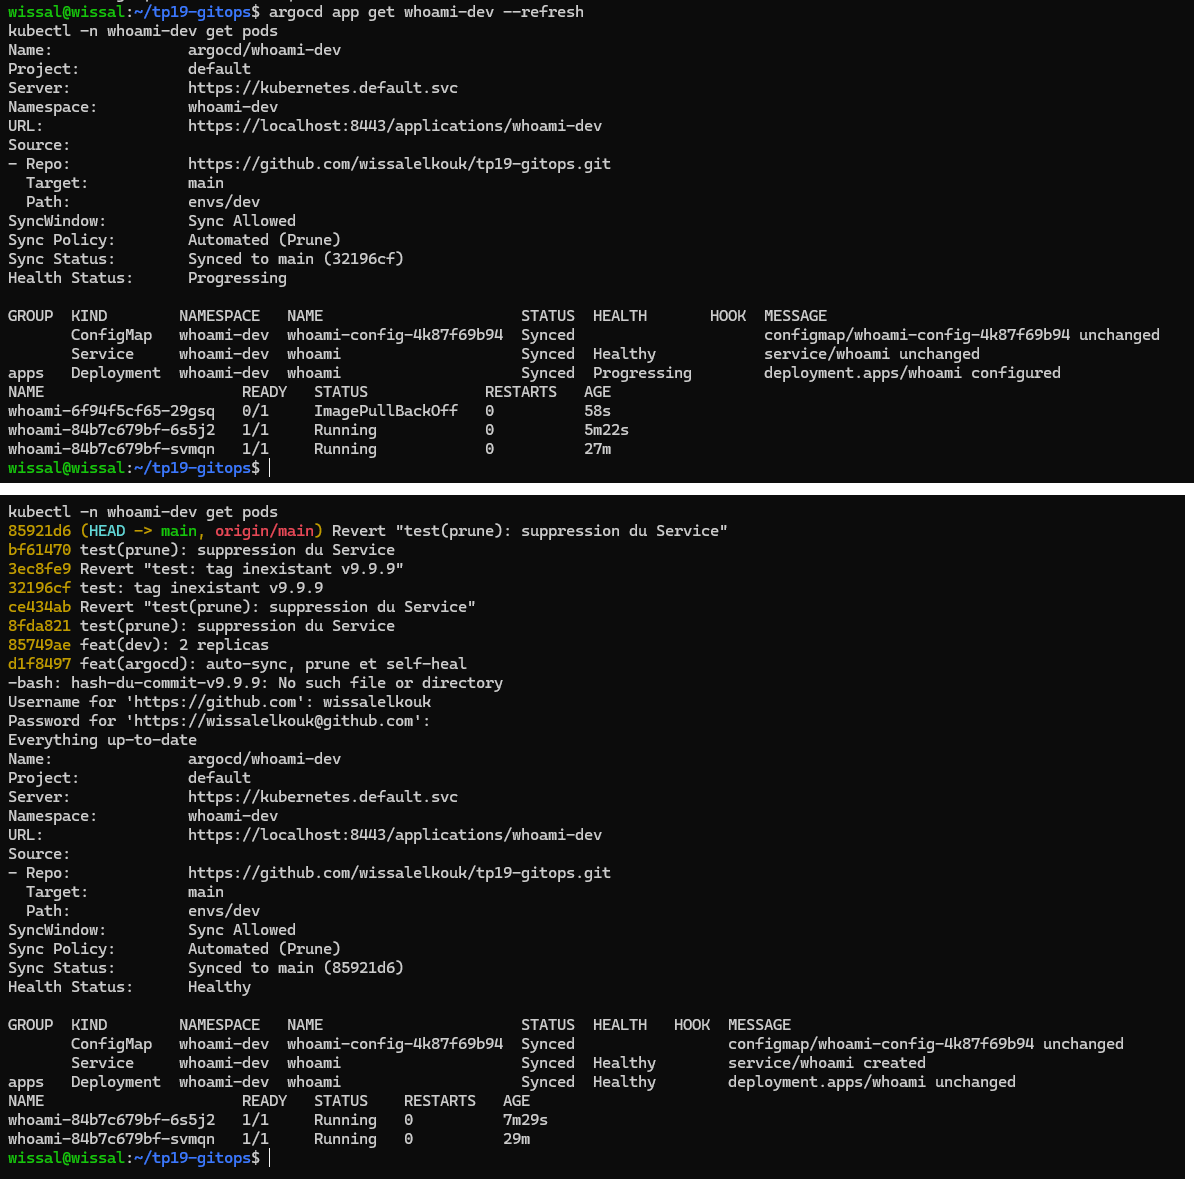 wissal@wissal:~/tp19-gitops$ argocd app get whoami-dev --refresh
kubectl -n whoami-dev get pods
Name:               argocd/whoami-dev
Project:            default
Server:             https://kubernetes.default.svc
Namespace:          whoami-dev
URL:                https://localhost:8443/applications/whoami-dev
Source:
- Repo:             https://github.com/wissalelkouk/tp19-gitops.git
  Target:           main
  Path:             envs/dev
SyncWindow:         Sync Allowed
Sync Policy:        Automated (Prune)
Sync Status:        Synced to main (32196cf)
Health Status:      Progressing

GROUP  KIND        NAMESPACE   NAME                      STATUS  HEALTH       HOOK  MESSAGE
       ConfigMap   whoami-dev  whoami-config-4k87f69b94  Synced                     configmap/whoami-config-4k87f69b94 unchanged
       Service     whoami-dev  whoami                    Synced  Healthy            service/whoami unchanged
apps   Deployment  whoami-dev  whoami                    Synced  Progressing        deployment.apps/whoami configured
NAME                      READY   STATUS             RESTARTS   AGE
whoami-6f94f5cf65-29gsq   0/1     ImagePullBackOff   0          58s
whoami-84b7c679bf-6s5j2   1/1     Running            0          5m22s
whoami-84b7c679bf-svmqn   1/1     Running            0          27m
wissal@wissal:~/tp19-gitops$
kubectl -n whoami-dev get pods
85921d6 (HEAD -> main, origin/main) Revert "test(prune): suppression du Service"
bf61470 test(prune): suppression du Service
3ec8fe9 Revert "test: tag inexistant v9.9.9"
32196cf test: tag inexistant v9.9.9
ce434ab Revert "test(prune): suppression du Service"
8fda821 test(prune): suppression du Service
85749ae feat(dev): 2 replicas
d1f8497 feat(argocd): auto-sync, prune et self-heal
-bash: hash-du-commit-v9.9.9: No such file or directory
Username for 'https://github.com': wissalelkouk
Password for 'https://wissalelkouk@github.com':
Everything up-to-date
Name:               argocd/whoami-dev
Project:            default
Server:             https://kubernetes.default.svc
Namespace:          whoami-dev
URL:                https://localhost:8443/applications/whoami-dev
Source:
- Repo:             https://github.com/wissalelkouk/tp19-gitops.git
  Target:           main
  Path:             envs/dev
SyncWindow:         Sync Allowed
Sync Policy:        Automated (Prune)
Sync Status:        Synced to main (85921d6)
Health Status:      Healthy

GROUP  KIND        NAMESPACE   NAME                      STATUS  HEALTH   HOOK  MESSAGE
       ConfigMap   whoami-dev  whoami-config-4k87f69b94  Synced                 configmap/whoami-config-4k87f69b94 unchanged
       Service     whoami-dev  whoami                    Synced  Healthy        service/whoami created
apps   Deployment  whoami-dev  whoami                    Synced  Healthy        deployment.apps/whoami unchanged
NAME                      READY   STATUS    RESTARTS   AGE
whoami-84b7c679bf-6s5j2   1/1     Running   0          7m29s
whoami-84b7c679bf-svmqn   1/1     Running   0          29m
wissal@wissal:~/tp19-gitops$